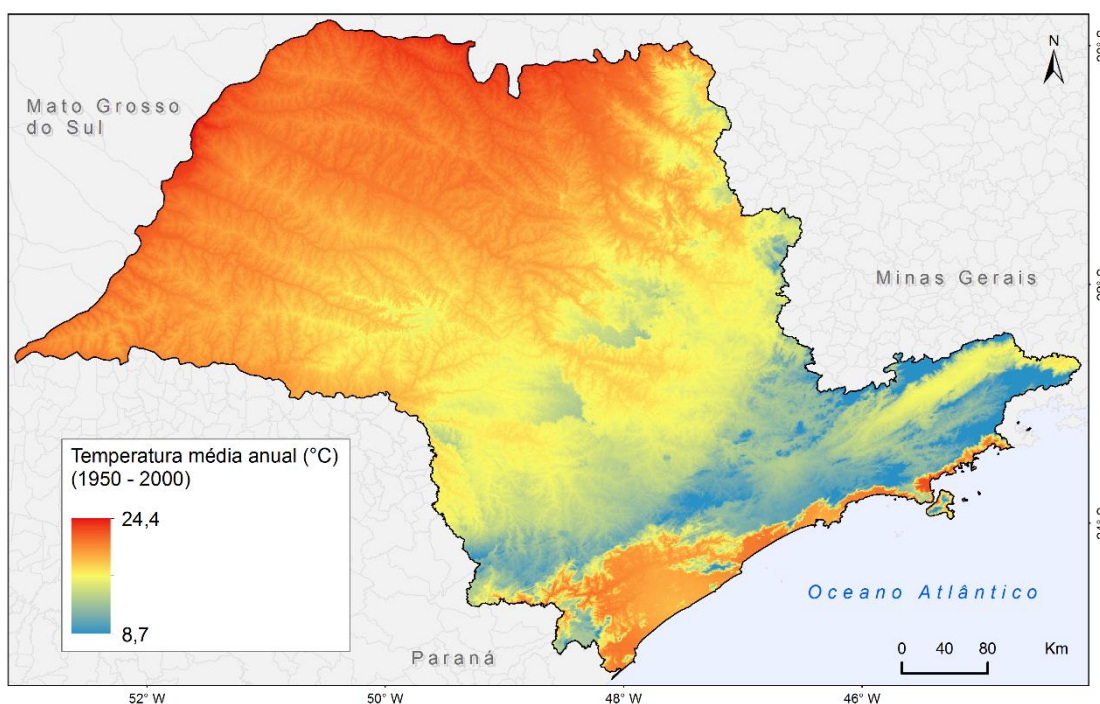 N
Mato Grosso
do Sul
Minas Gerais
Temperatura média anual (°C)
(1950 - 2000)
24,4
8,7
Paraná
Oceano Atlântico
0 40 80 Km
52° W 50° W 48° W 46° W